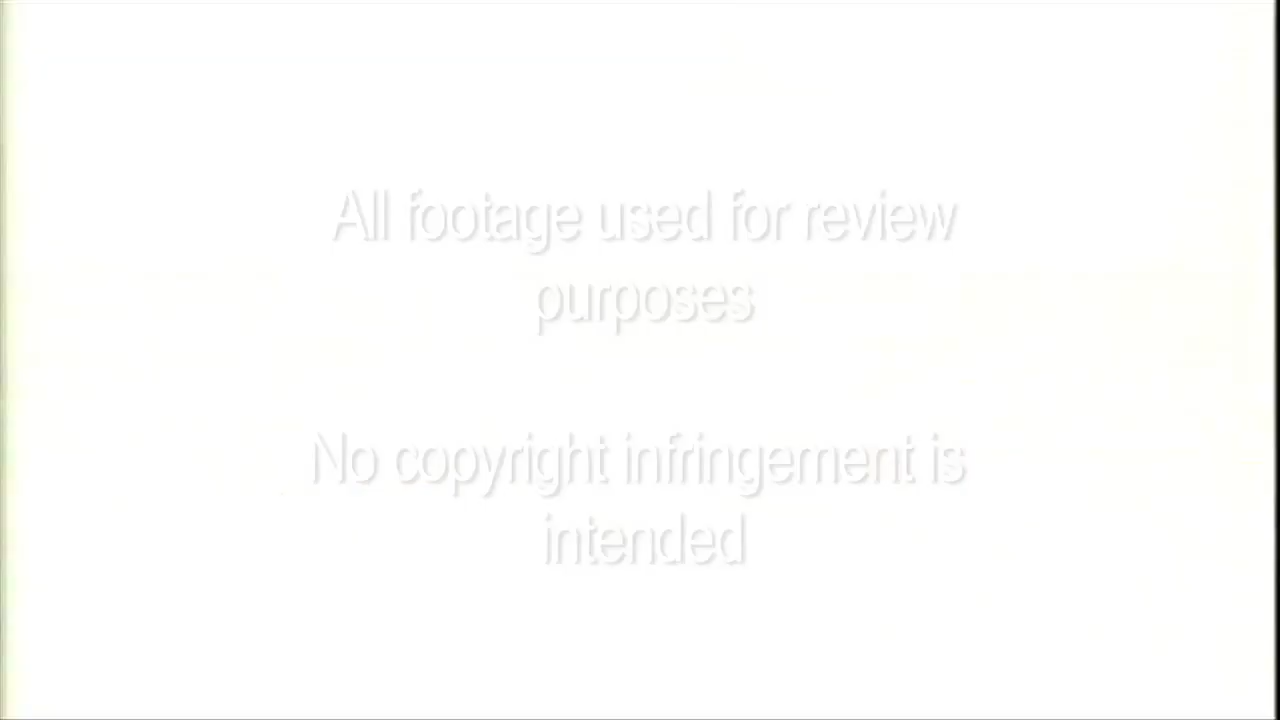 All footage used for review
purposes
No copyright infringement is
intended